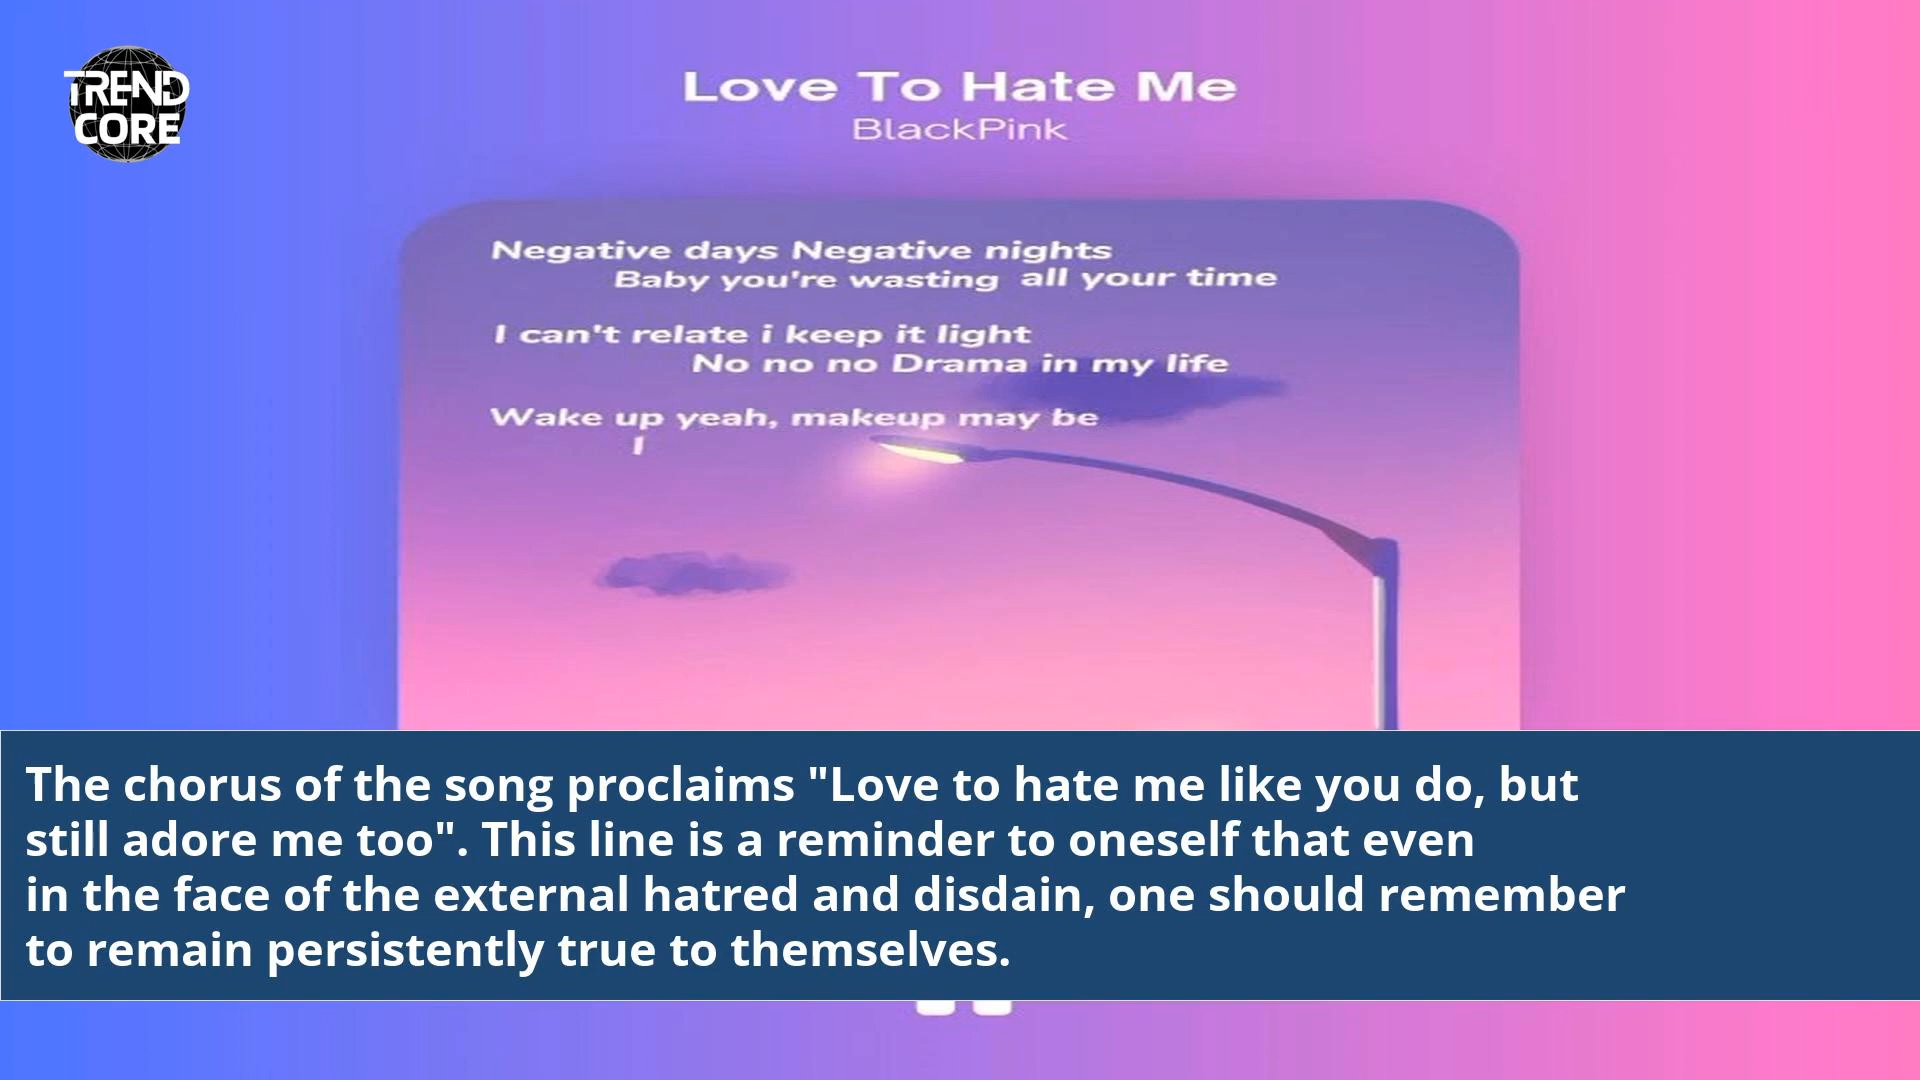 TREND
CORE
Love To Hate Me
BlackPink
Negative days Negative nights
Baby you're wasting all your time
I can't relate i keep it light
No no no Drama in my life
Wake up yeah, makeup may be
I
The chorus of the song proclaims "Love to hate me like you do, but
still adore me too". This line is a reminder to oneself that even
in the face of the external hatred and disdain, one should remember
to remain persistently true to themselves.